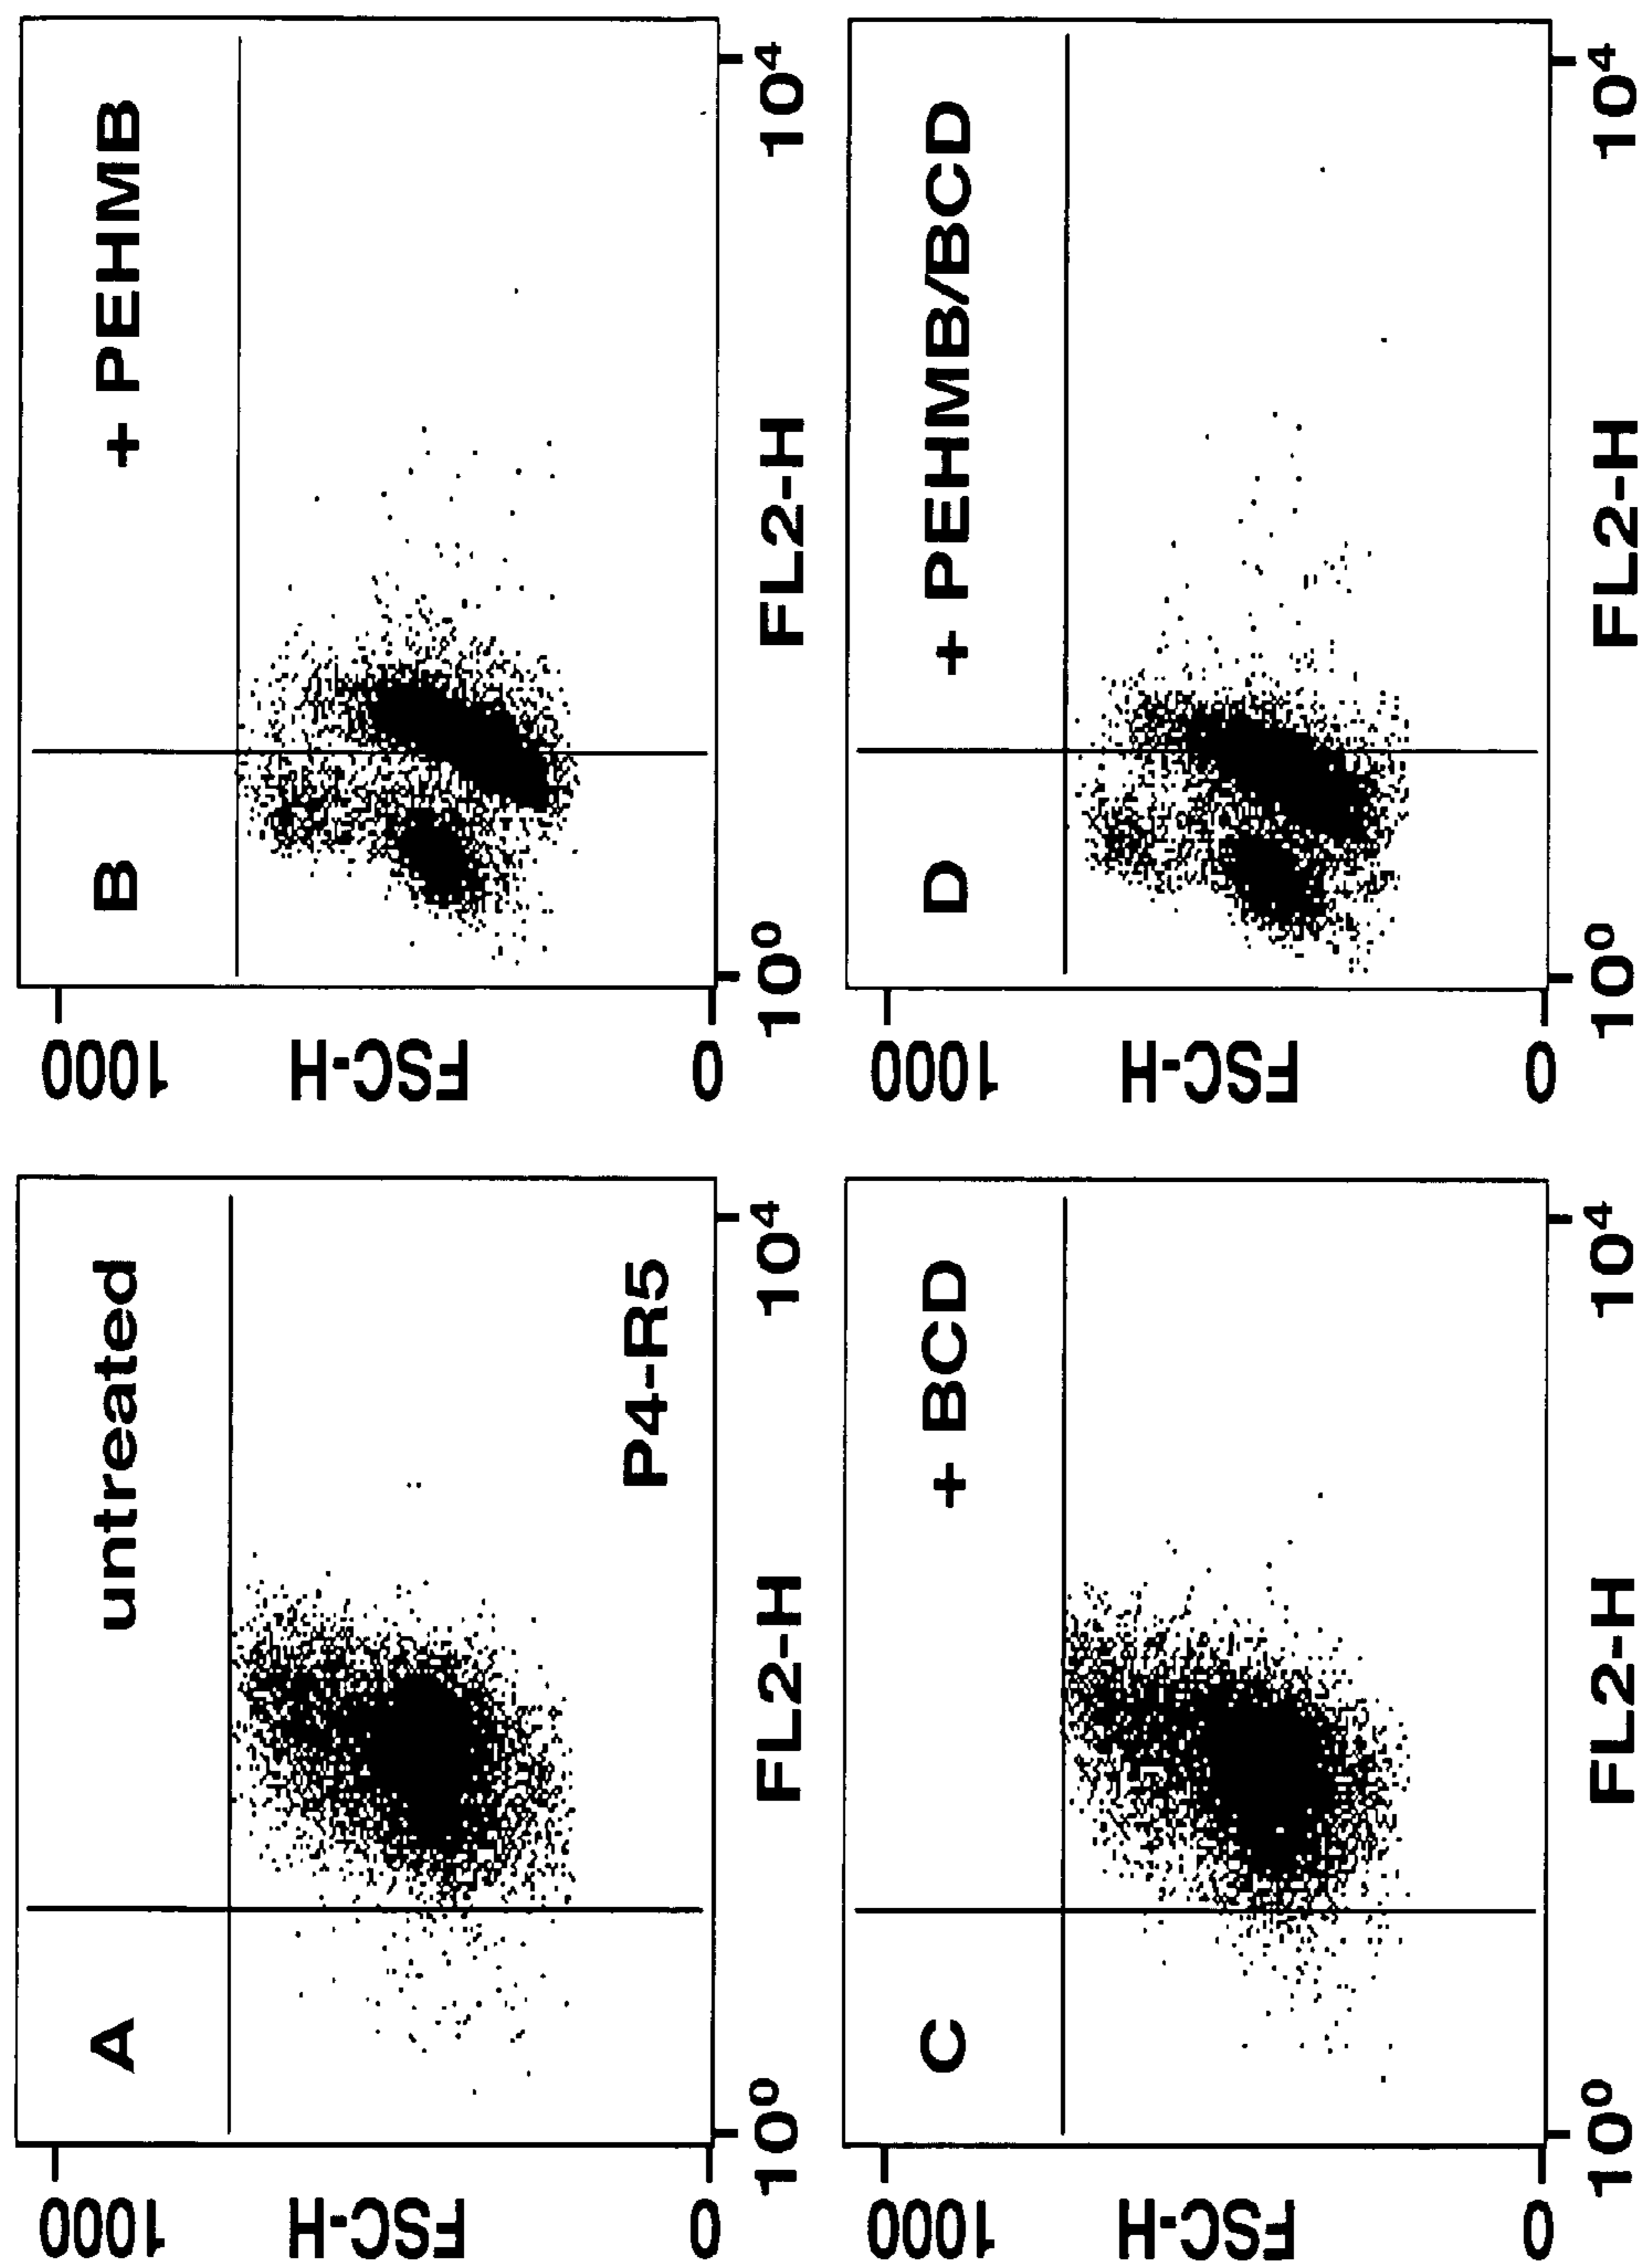 A
untreated
P4-R5
1000
FSC-H
0
10⁰
FL2-H
10⁴
B
+ PEHMB
1000
FSC-H
0
10⁰
FL2-H
10⁴
C
+ BCD
1000
FSC-H
0
10⁰
FL2-H
10⁴
D
+ PEHMB/BCD
1000
FSC-H
0
10⁰
FL2-H
10⁴